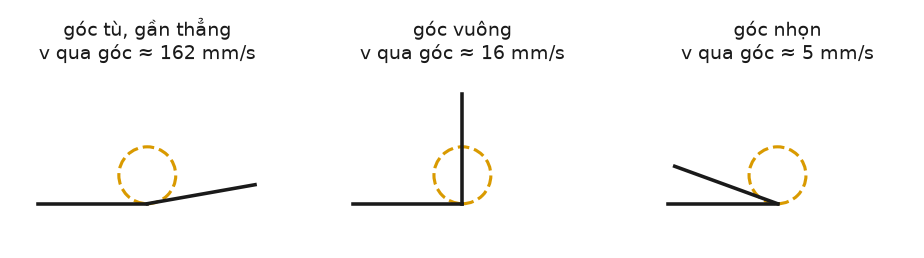 góc tù, gần thẳng
v qua góc ≈ 162 mm/s
góc vuông
v qua góc ≈ 16 mm/s
góc nhọn
v qua góc ≈ 5 mm/s